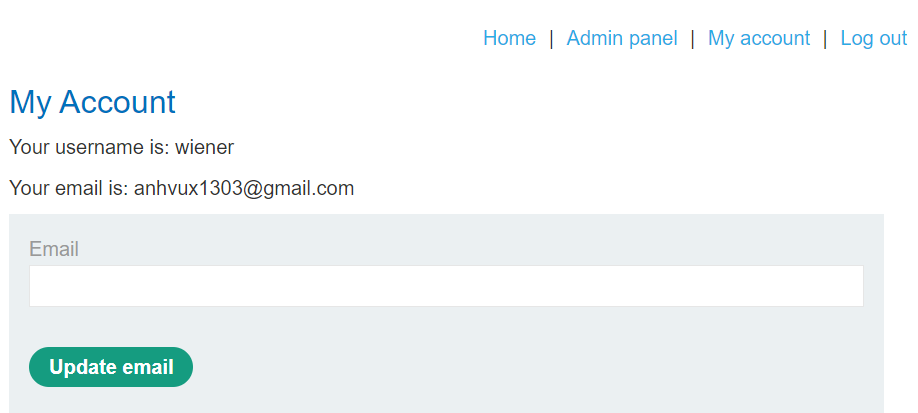 Home | Admin panel | My account | Log out
My Account
Your username is: wiener
Your email is: anhvux1303@gmail.com
Email
Update email